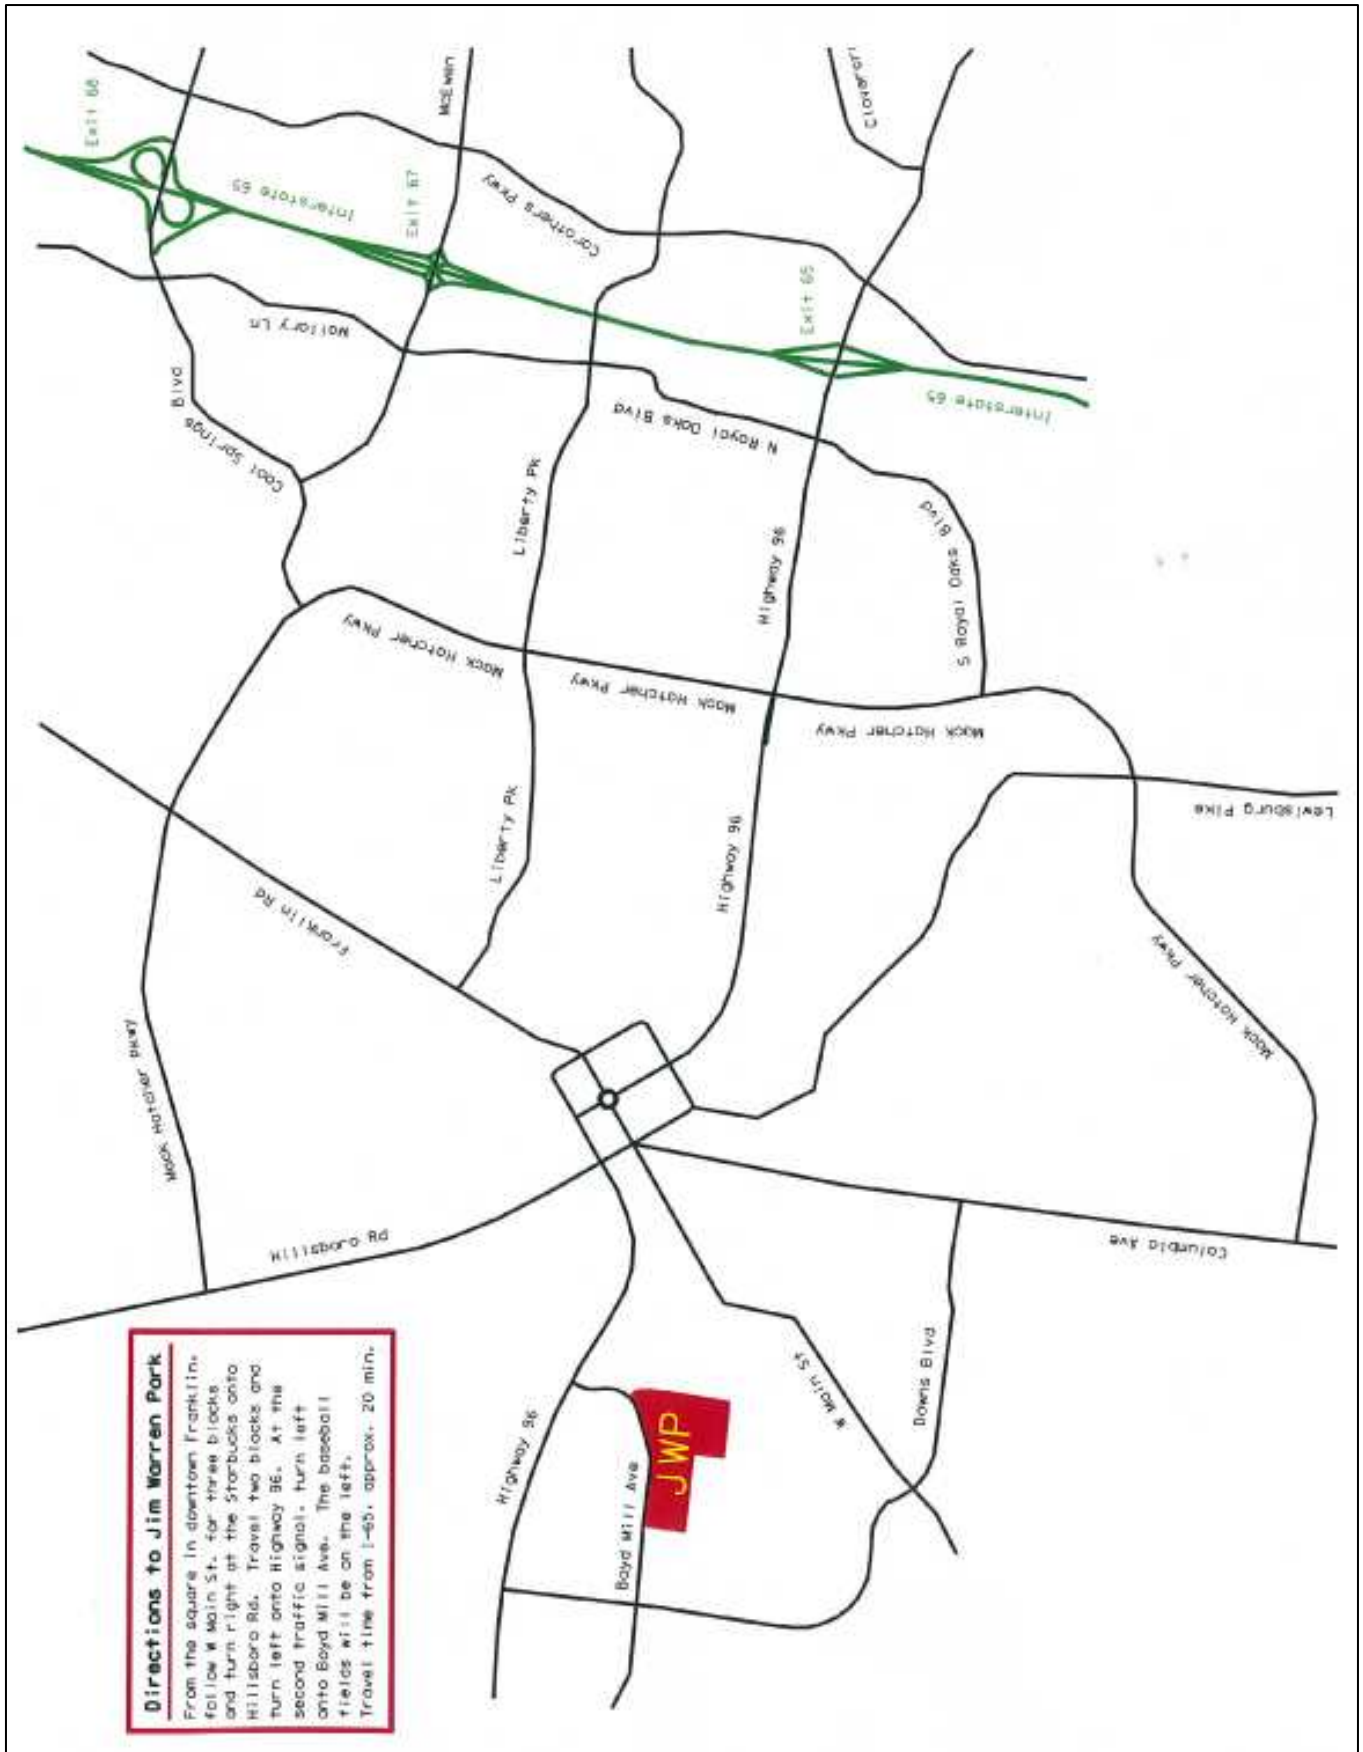 Directions to Jim Warren Park
From the square in downtown Franklin,
follow W Main St. for three blocks
and turn right at the Starbucks onto
Hillsboro Rd. Travel two blocks and
turn left onto Highway 96. At the
second traffic signal, turn left
onto Boyd Mill Ave. The baseball
fields will be on the left.
Travel time from I-65, approx. 20 min.
Exit 68
Interstate 65
McEwen
Exit 67
Carothers Pkwy
Mallory Ln
Cool Springs
Blvd
Exit 65
Interstate 65
N Royal Oaks Blvd
Liberty Pk
Highway 96
S Royal Oaks Blvd
Mack Hatcher Pkwy
Mack Hatcher Pkwy
Mack Hatcher Pkwy
Lewisburg Pike
Liberty Pk
Highway 96
Franklin Rd
Mack Hatcher Pkwy
Mack Hatcher Pkwy
Hillsboro Rd
Columbia Ave
Downs Blvd
W Main St
Highway 96
Boyd Mill Ave
JWP